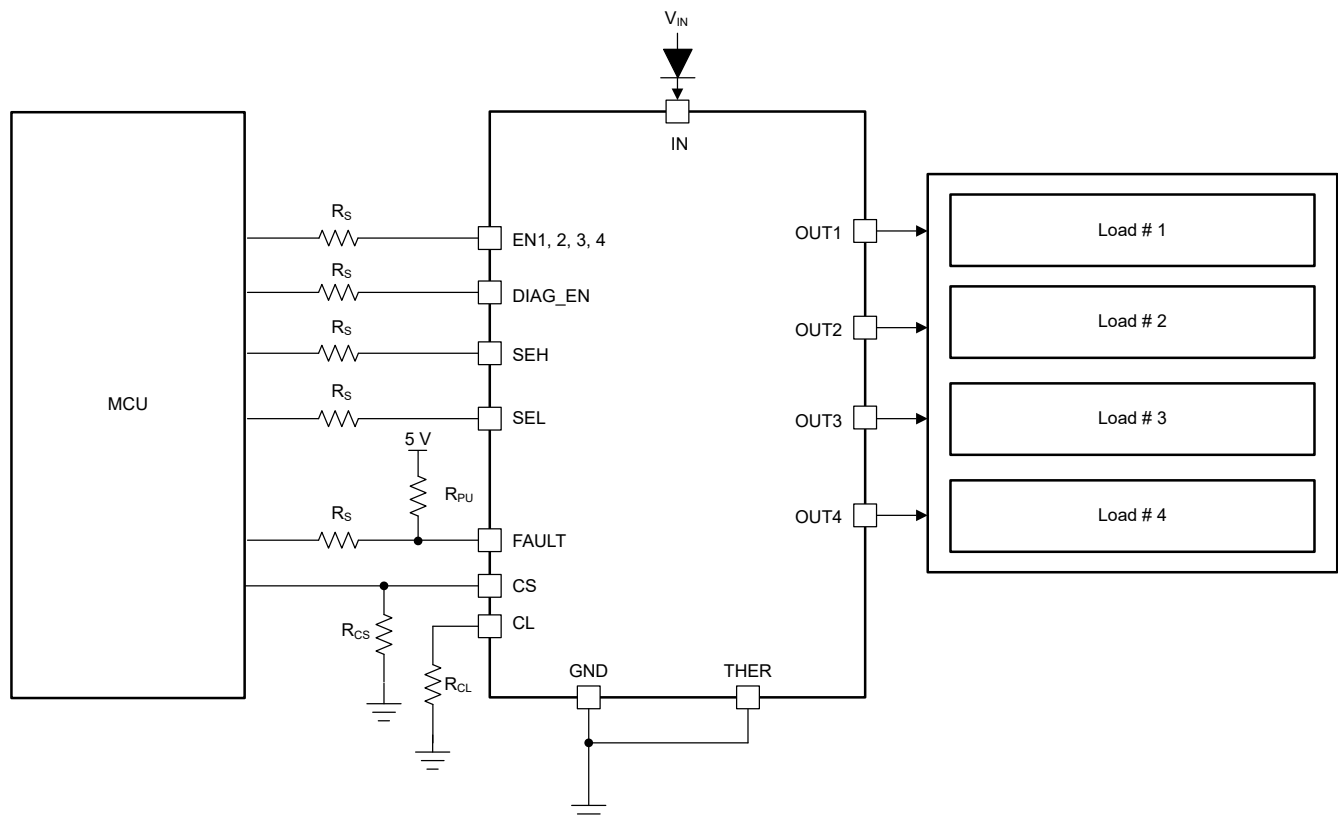 VIN
IN
MCU
RS
EN1, 2, 3, 4
RS
DIAG_EN
RS
SEH
RS
SEL
5 V
RPU
RS
FAULT
CS
RCS
CL
RCL
GND
THER
OUT1
OUT2
OUT3
OUT4
Load # 1
Load # 2
Load # 3
Load # 4